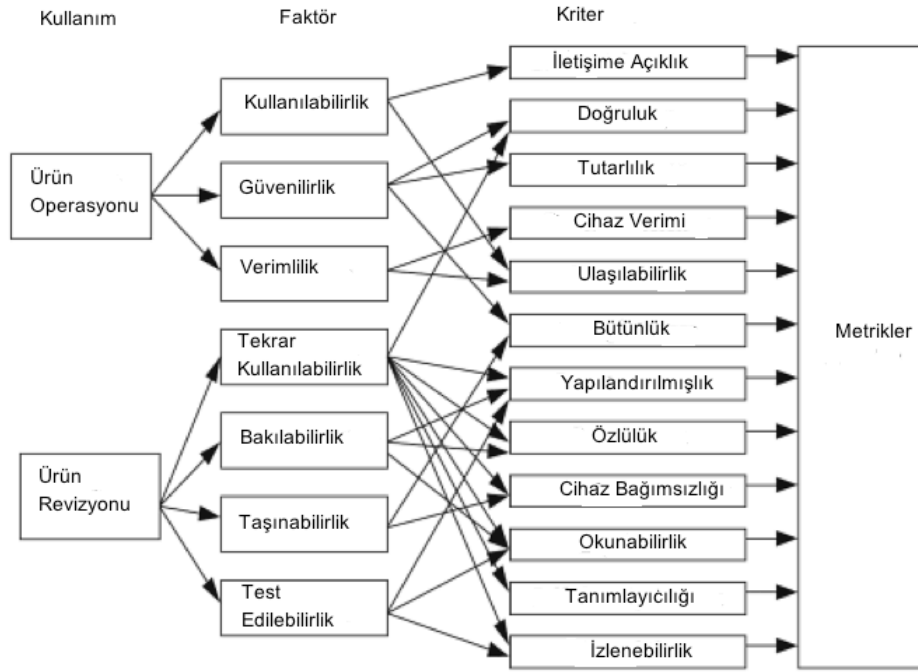 Kullanım
Faktör
Kriter
Ürün
Operasyonu
Ürün
Revizyonu
Kullanılabilirlik
Güvenilirlik
Verimlilik
Tekrar
Kullanılabilirlik
Bakılabilirlik
Taşınabilirlik
Test
Edilebilirlik
İletişime Açıklık
Doğruluk
Tutarlılık
Cihaz Verimi
Ulaşılabilirlik
Bütünlük
Yapılandırılmışlık
Özlülük
Cihaz Bağımsızlığı
Okunabilirlik
Tanımlayıcılığı
İzlenebilirlik
Metrikler